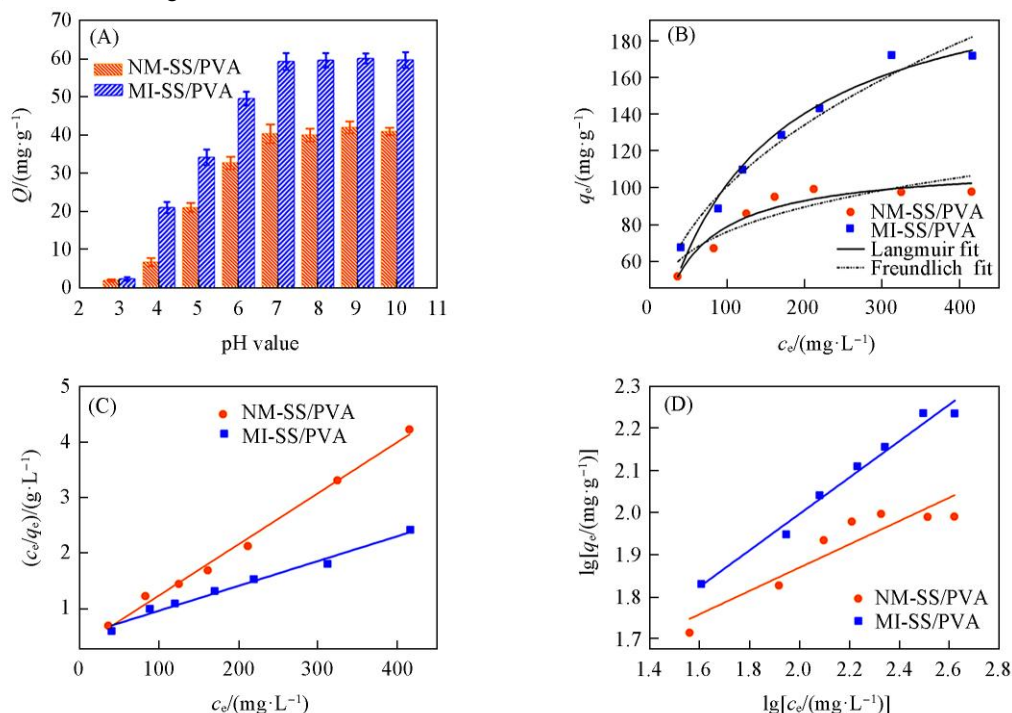 (A)
NM-SS/PVA
MI-SS/PVA
Q/(mg·g⁻¹)
70
60
50
40
30
20
10
0
2 3 4 5 6 7 8 9 10 11
pH value
(B)
qₑ/(mg·g⁻¹)
180
160
140
120
100
80
60
NM-SS/PVA
MI-SS/PVA
Langmuir fit
Freundlich fit
0 100 200 300 400
cₑ/(mg·L⁻¹)
(C)
NM-SS/PVA
MI-SS/PVA
(cₑ/qₑ)/(g·L⁻¹)
5
4
3
2
1
0 100 200 300 400
cₑ/(mg·L⁻¹)
(D)
lg[qₑ/(mg·g⁻¹)]
2.3
2.2
2.1
2.0
1.9
1.8
1.7
NM-SS/PVA
MI-SS/PVA
1.4 1.6 1.8 2.0 2.2 2.4 2.6 2.8
lg[cₑ/(mg·L⁻¹)]